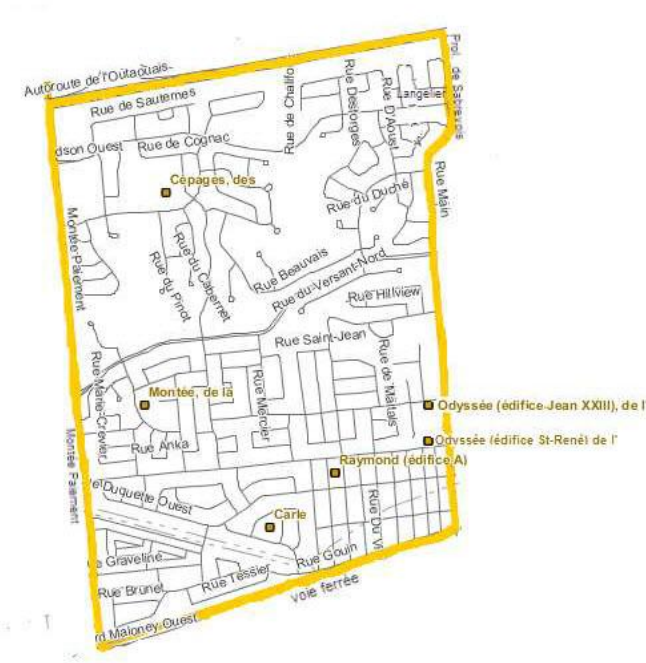 Autoroute de l'Outaouais
Prol. de Sabrevois
Rue de Sauternes
Rue de Chalifo
Rue Destorges
Rue D'Aoust
Langelier
dson Ouest
Rue de Cognac
Cépages, des
Rue du Duché
Rue Main
Montée Paiement
Rue du Pinot
Rue du Cabernet
Rue Beauvais
Rue du Versant-Nord
Rue Hillview
Rue Saint-Jean
Rue Marie-Crevier
Montée, de la
Rue Mercier
Rue de Maltais
Odyssée (édifice Jean XXIII), de l'
Odyssée (édifice St-René) de l'
Rue Anka
Raymond (édifice A)
Montée Paiement
Duquette Ouest
Carle
Rue Du Vi
Graveline
Rue Gouin
Rue Tessier
Rue Brunet
voie ferrée
rd Maloney Ouest